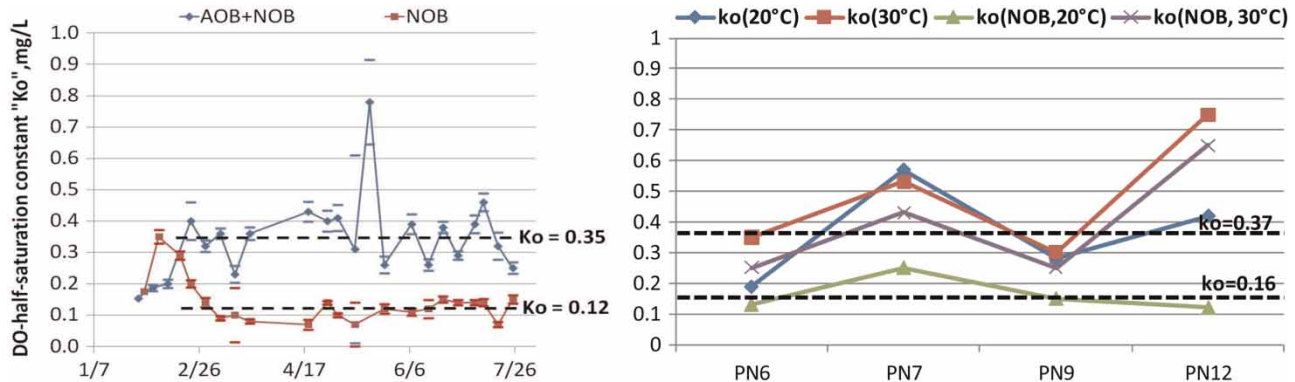 AOB+NOB NOB
DO-half-saturation constant "Ko",mg/L
1.0
0.9
0.8
0.7
0.6
0.5
0.4
0.3
0.2
0.1
0.0
Ko = 0.35
Ko = 0.12
1/7 2/26 4/17 6/6 7/26
ko(20°C) ko(30°C) ko(NOB,20°C) ko(NOB, 30°C)
1
0.9
0.8
0.7
0.6
0.5
0.4
0.3
0.2
0.1
0
ko=0.37
ko=0.16
PN6 PN7 PN9 PN12